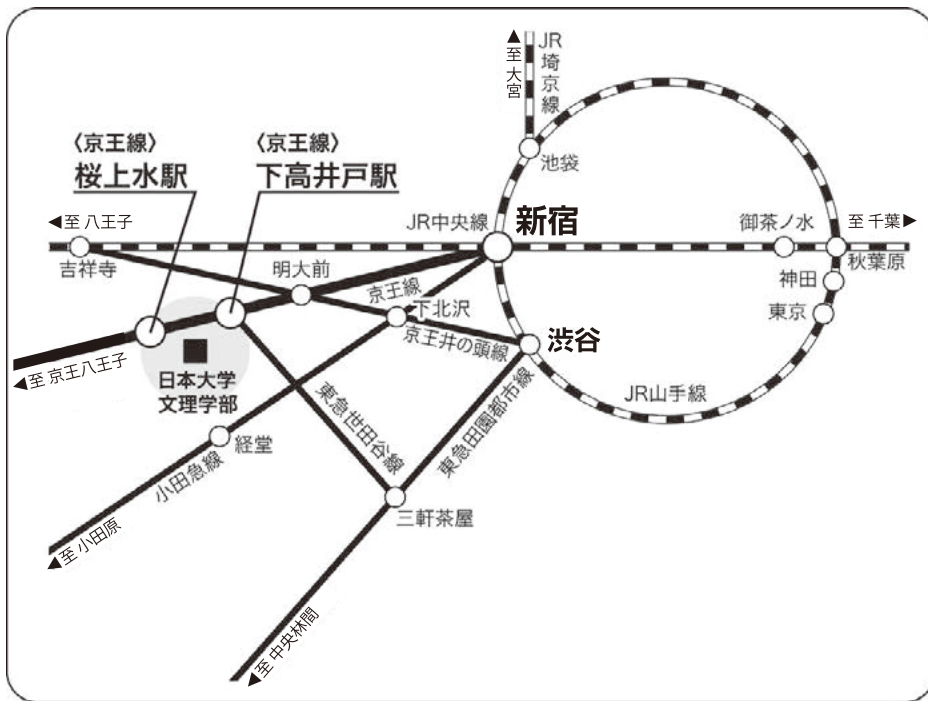 ▲至大宮
JR埼京線
池袋
〈京王線〉
桜上水駅
〈京王線〉
下高井戸駅
◀至 八王子
JR中央線
新宿
御茶ノ水
至 千葉▶
吉祥寺
明大前
京王線
下北沢
京王井の頭線
渋谷
秋葉原
神田
東京
JR山手線
◀至 京王八王子
日本大学
文理学部
東急世田谷線
東急田園都市線
経堂
小田急線
◀至 小田原
三軒茶屋
◀至 中央林間